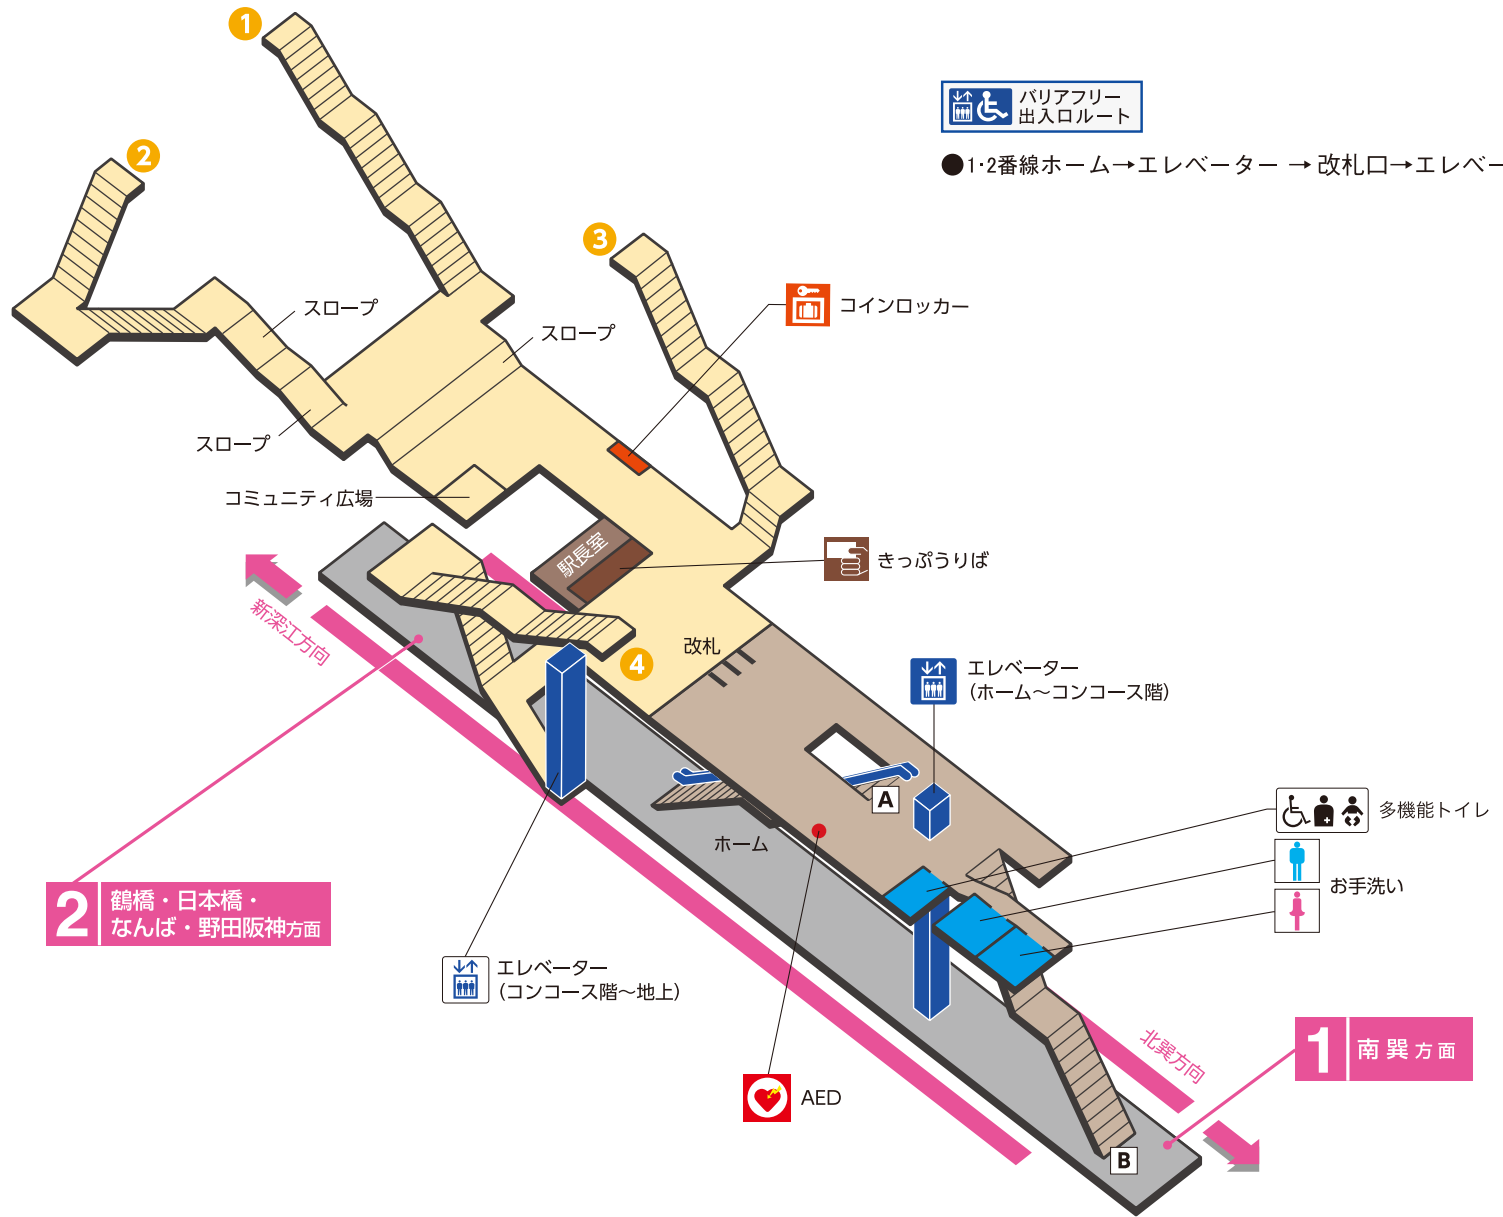 1
バリアフリー
出入口ルート
●1・2番線ホーム→エレベーター → 改札口→エレベー
2
3
スロープ
コインロッカー
スロープ
スロープ
コミュニティ広場
駅長室
きっぷうりば
新深江方向
改札
4
エレベーター
(ホーム～コンコース階)
A
多機能トイレ
ホーム
お手洗い
2
鶴橋・日本橋・
なんば・野田阪神方面
エレベーター
(コンコース階～地上)
北巽方向
1 南巽方面
AED
B